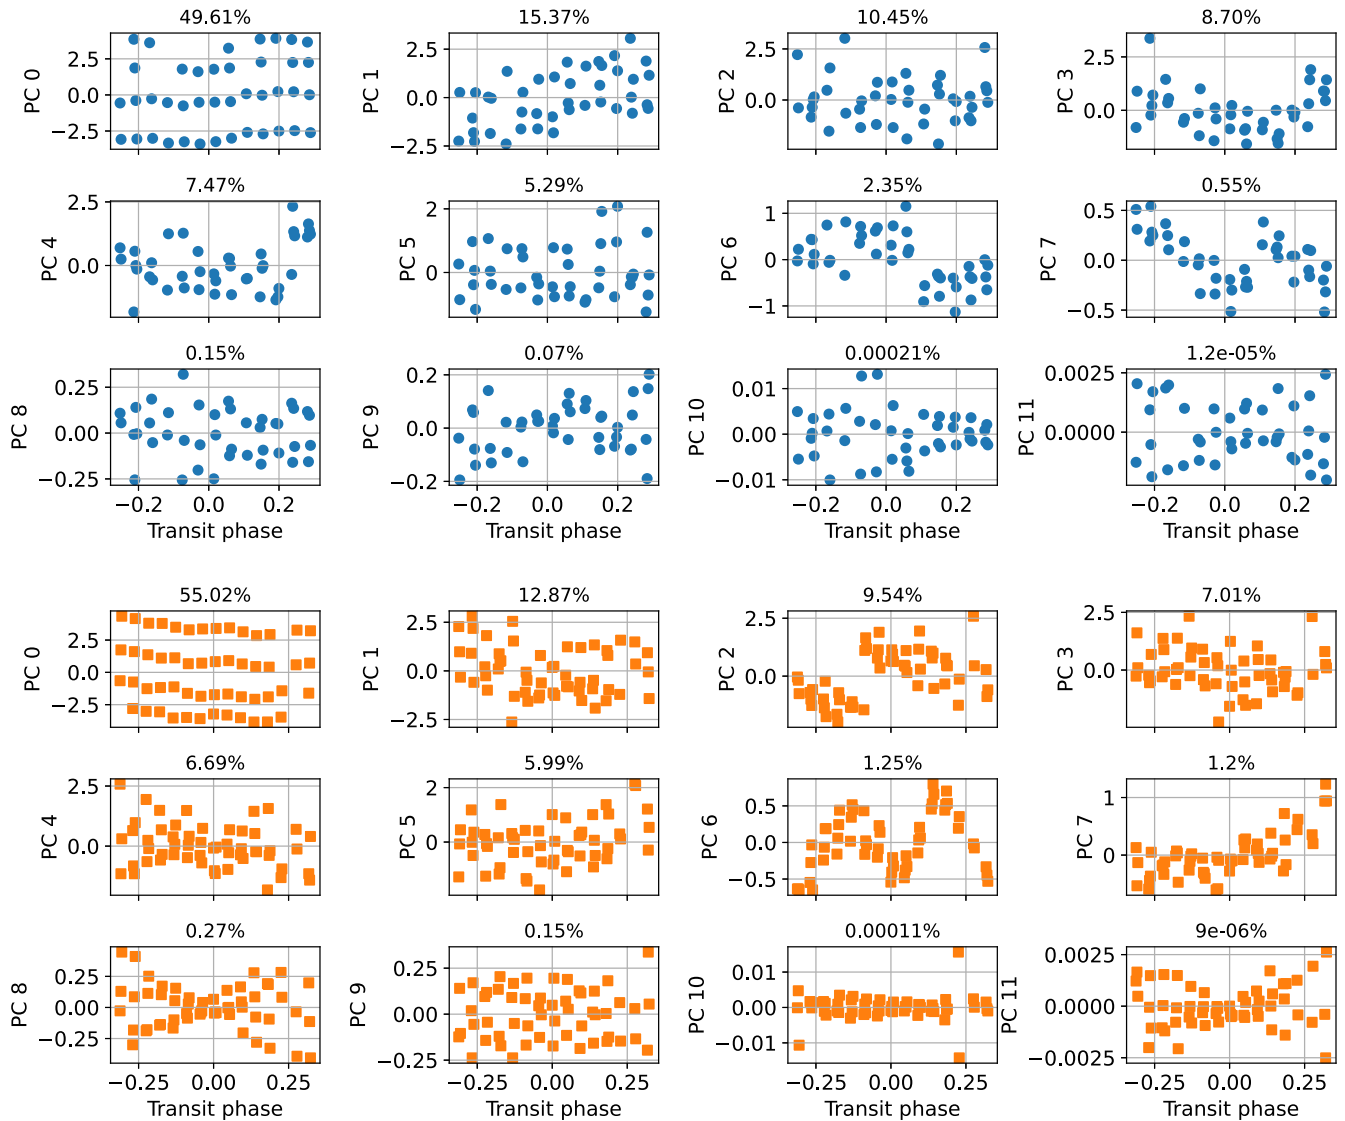 49.61% 15.37% 10.45% 8.70%
PC 0 2.5 0.0 −2.5
PC 1 2.5 0 −2.5
PC 2 2.5 0.0
PC 3 2.5 0.0
7.47% 5.29% 2.35% 0.55%
PC 4 2.5 0.0
PC 5 2 0
PC 6 1 0 −1
PC 7 0.5 0.0 −0.5
0.15% 0.07% 0.00021% 1.2e-05%
PC 8 0.25 0.00 −0.25
PC 9 0.2 0.0 −0.2
PC 10 0.01 0.00 −0.01
PC 11 0.0025 0.0000
−0.2 0.0 0.2 −0.2 0.0 0.2 −0.2 0.0 0.2 −0.2 0.0 0.2
Transit phase Transit phase Transit phase Transit phase
55.02% 12.87% 9.54% 7.01%
PC 0 2.5 0.0 −2.5
PC 1 2.5 0.0 −2.5
PC 2 2.5 0.0
PC 3 2.5 0.0
6.69% 5.99% 1.25% 1.2%
PC 4 2.5 0.0
PC 5 2 0
PC 6 0.5 0.0 −0.5
PC 7 1 0
0.27% 0.15% 0.00011% 9e-06%
PC 8 0.25 0.00 −0.25
PC 9 0.25 0.00 −0.25
PC 10 0.01 0.00 −0.01
PC 11 0.0025 0.0000 −0.0025
−0.25 0.00 0.25 −0.25 0.00 0.25 −0.25 0.00 0.25 −0.25 0.00 0.25
Transit phase Transit phase Transit phase Transit phase